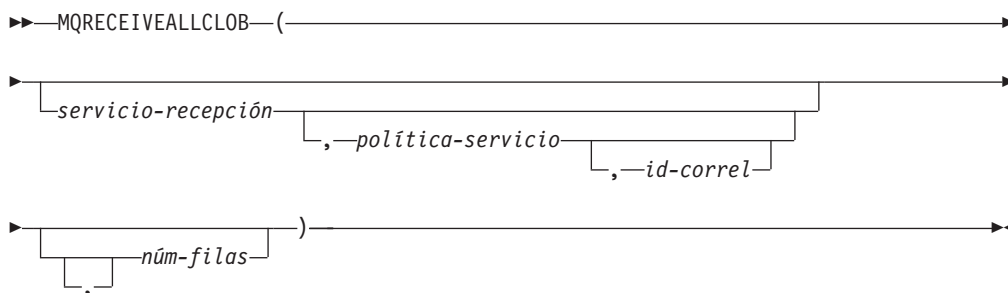 MQRECEIVEALLCLOB (
servicio-recepción
, política-servicio
, id-correl
núm-filas )
,